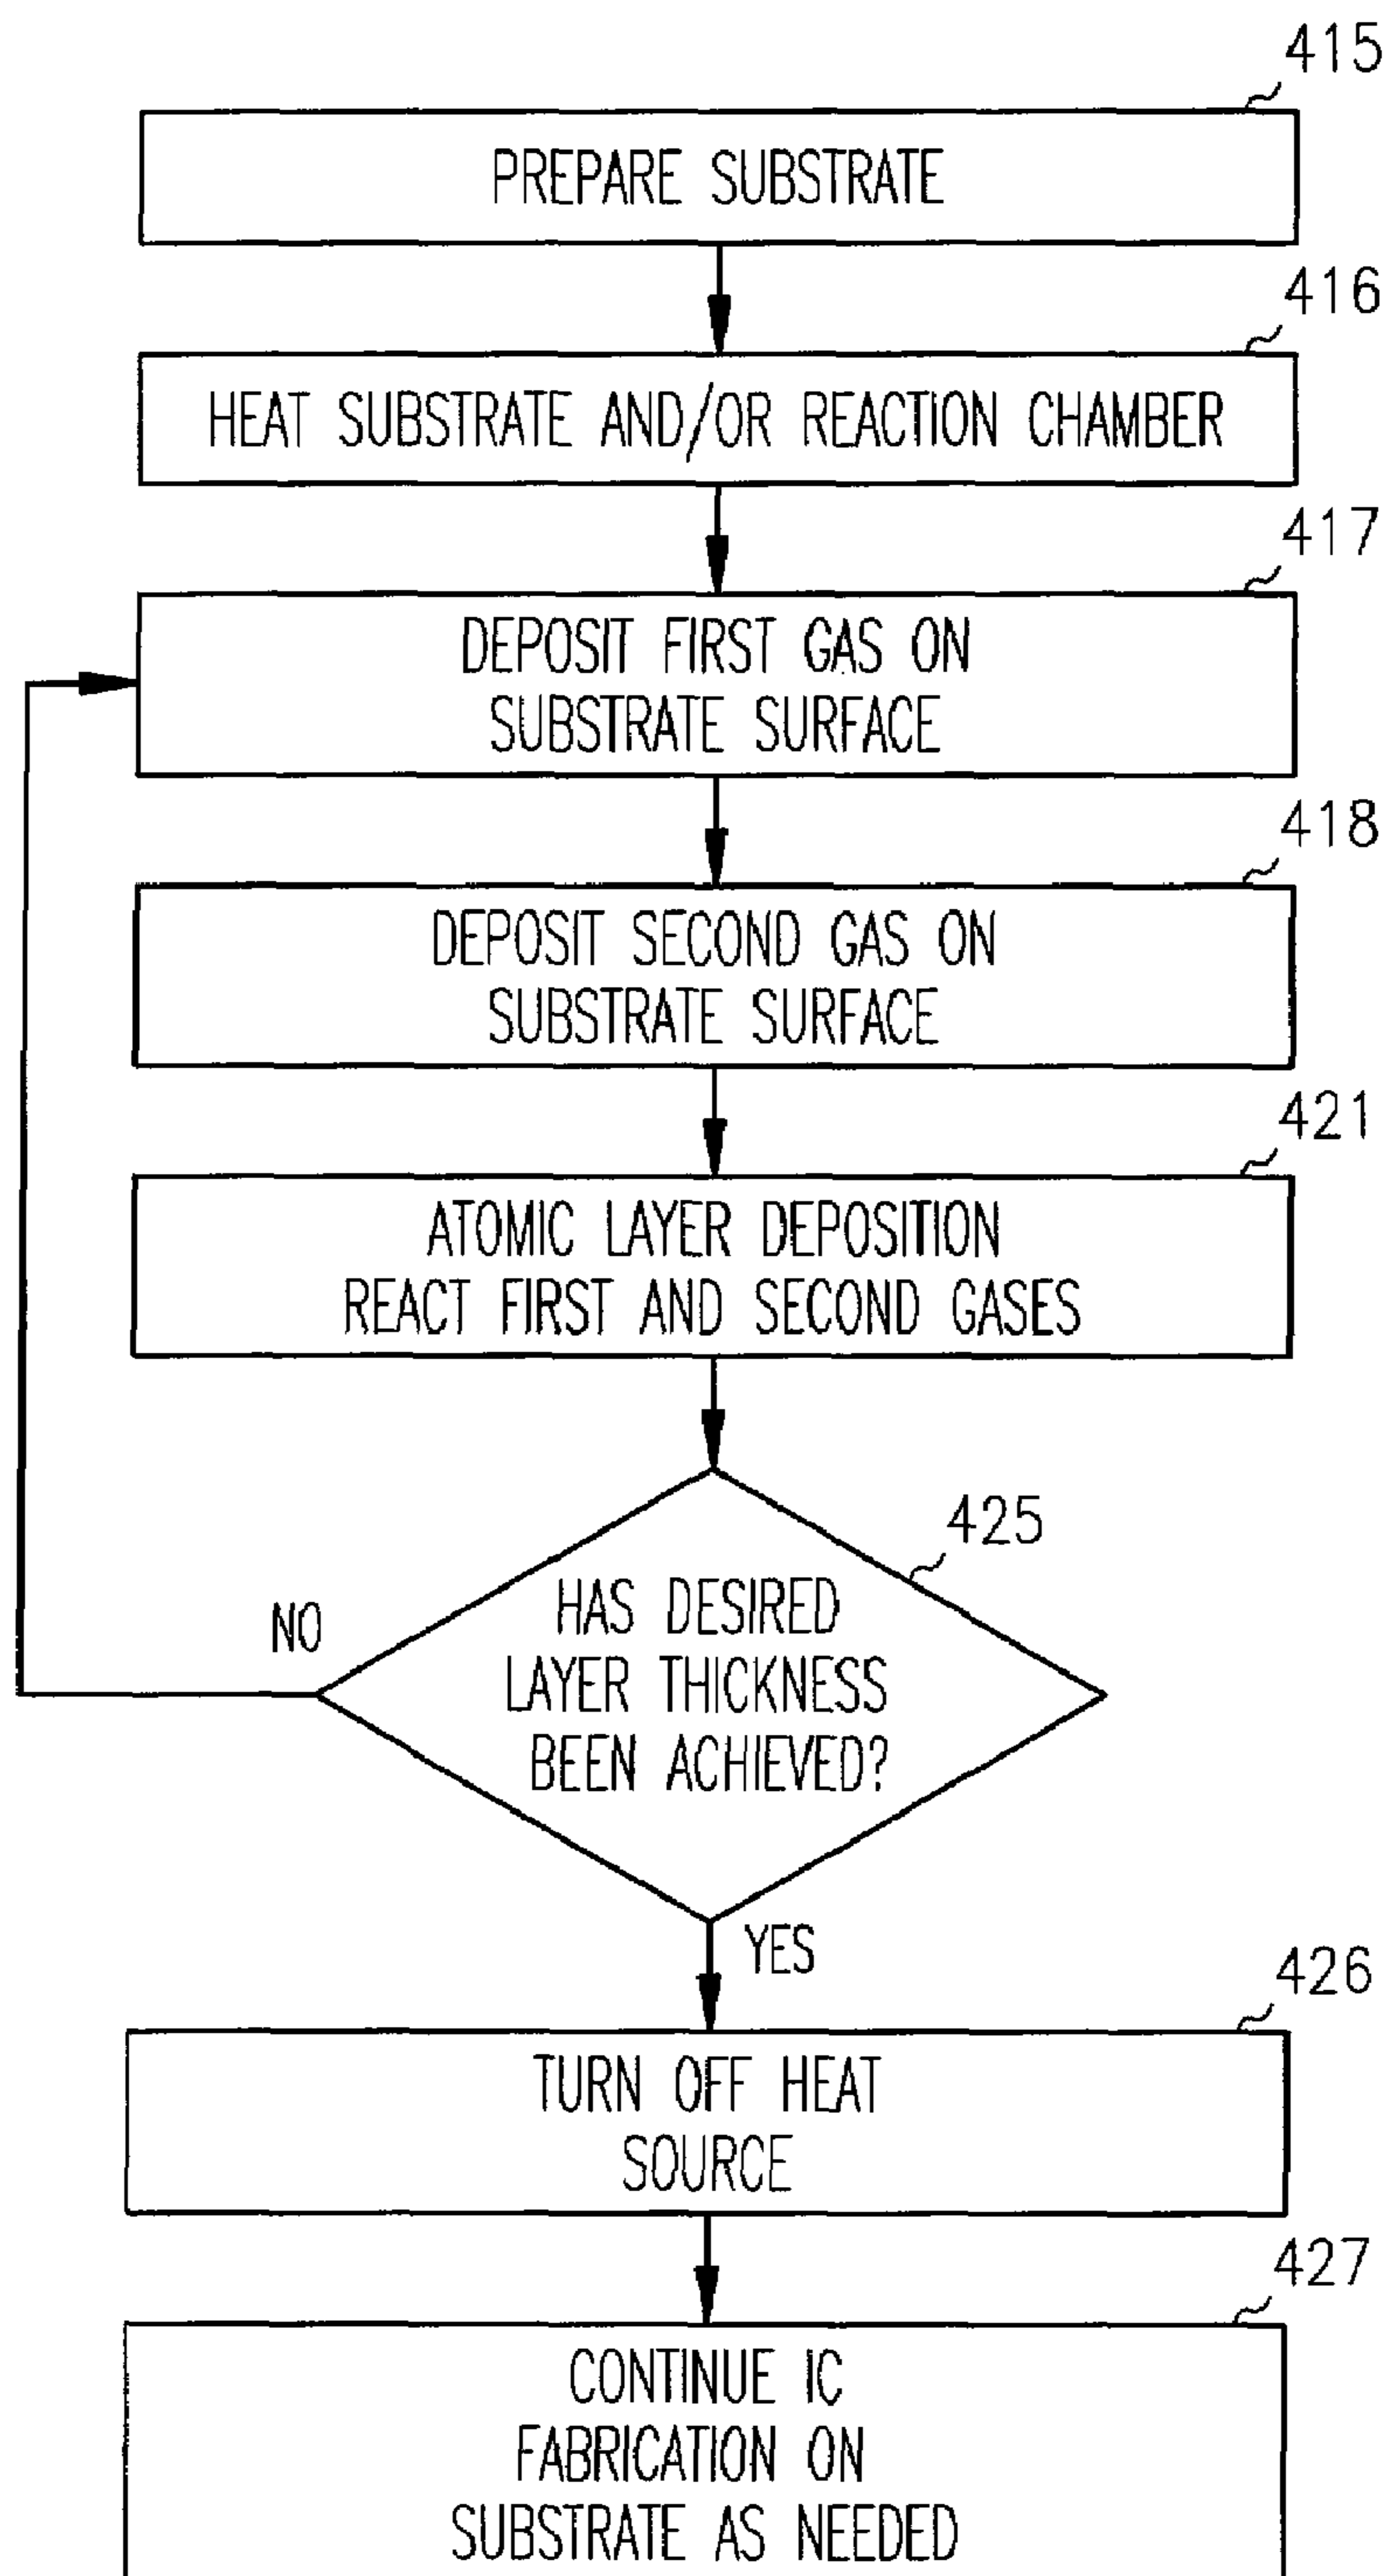 415
PREPARE SUBSTRATE
416
HEAT SUBSTRATE AND/OR REACTION CHAMBER
417
DEPOSIT FIRST GAS ON
SUBSTRATE SURFACE
418
DEPOSIT SECOND GAS ON
SUBSTRATE SURFACE
421
ATOMIC LAYER DEPOSITION
REACT FIRST AND SECOND GASES
425
HAS DESIRED
LAYER THICKNESS
BEEN ACHIEVED?
NO
YES
426
TURN OFF HEAT
SOURCE
427
CONTINUE IC
FABRICATION ON
SUBSTRATE AS NEEDED